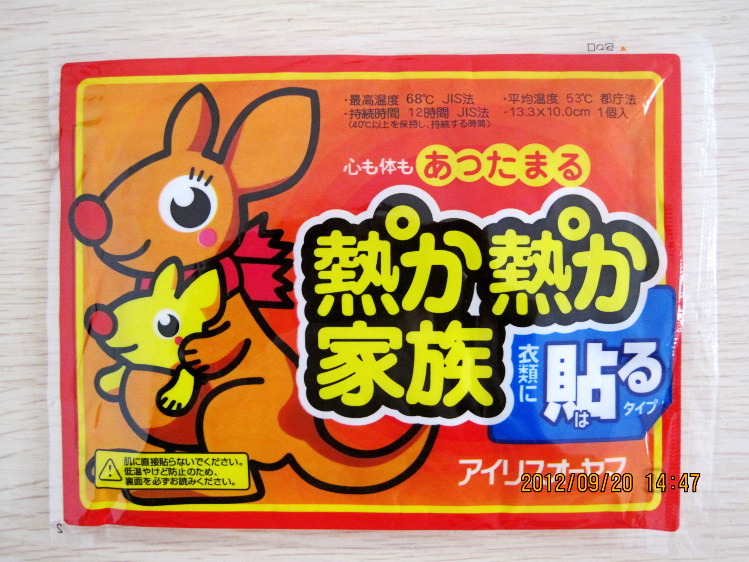 ・最高温度 68℃ JIS法 ・平均温度 53℃ 都庁法
・持続時間 12時間 JIS法 -13.3×10.0cm 1個入
(40℃以上を保持し、持続する時間)
心も体も あつたまる
熱か熱か
家族
衣類に
貼る
は
タイプ
アイリスオーヤマ
肌に直接貼らないでください。
低温やけど防止のため、
裏面を必ずお読みください。
2012/09/20 14:47
2